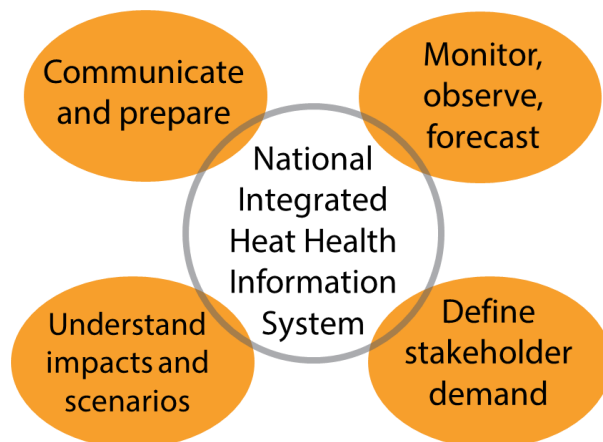 Communicate
and prepare
Monitor,
observe,
forecast
National
Integrated
Heat Health
Information
System
Understand
impacts and
scenarios
Define
stakeholder
demand